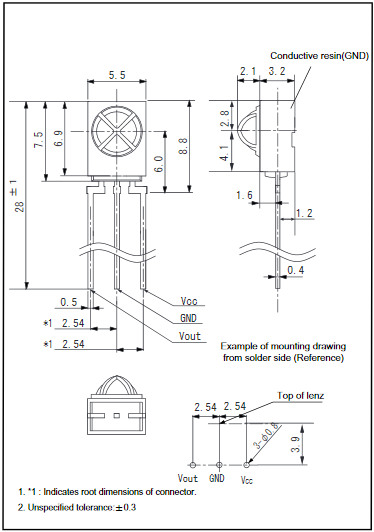 Conductive resin(GND)
5.5
2.1
3.2
7.5
6.9
6.0
8.8
28±1
2.8
4.1
1.6
1.2
0.4
0.5
*1 2.54
*1 2.54
Vcc
GND
Vout
Example of mounting drawing
from solder side (Reference)
Top of lenz
2.54
2.54
3-φ0.8
3.9
Vout
GND
Vcc
1. *1 : Indicates root dimensions of connector.
2. Unspecified tolerance:±0.3